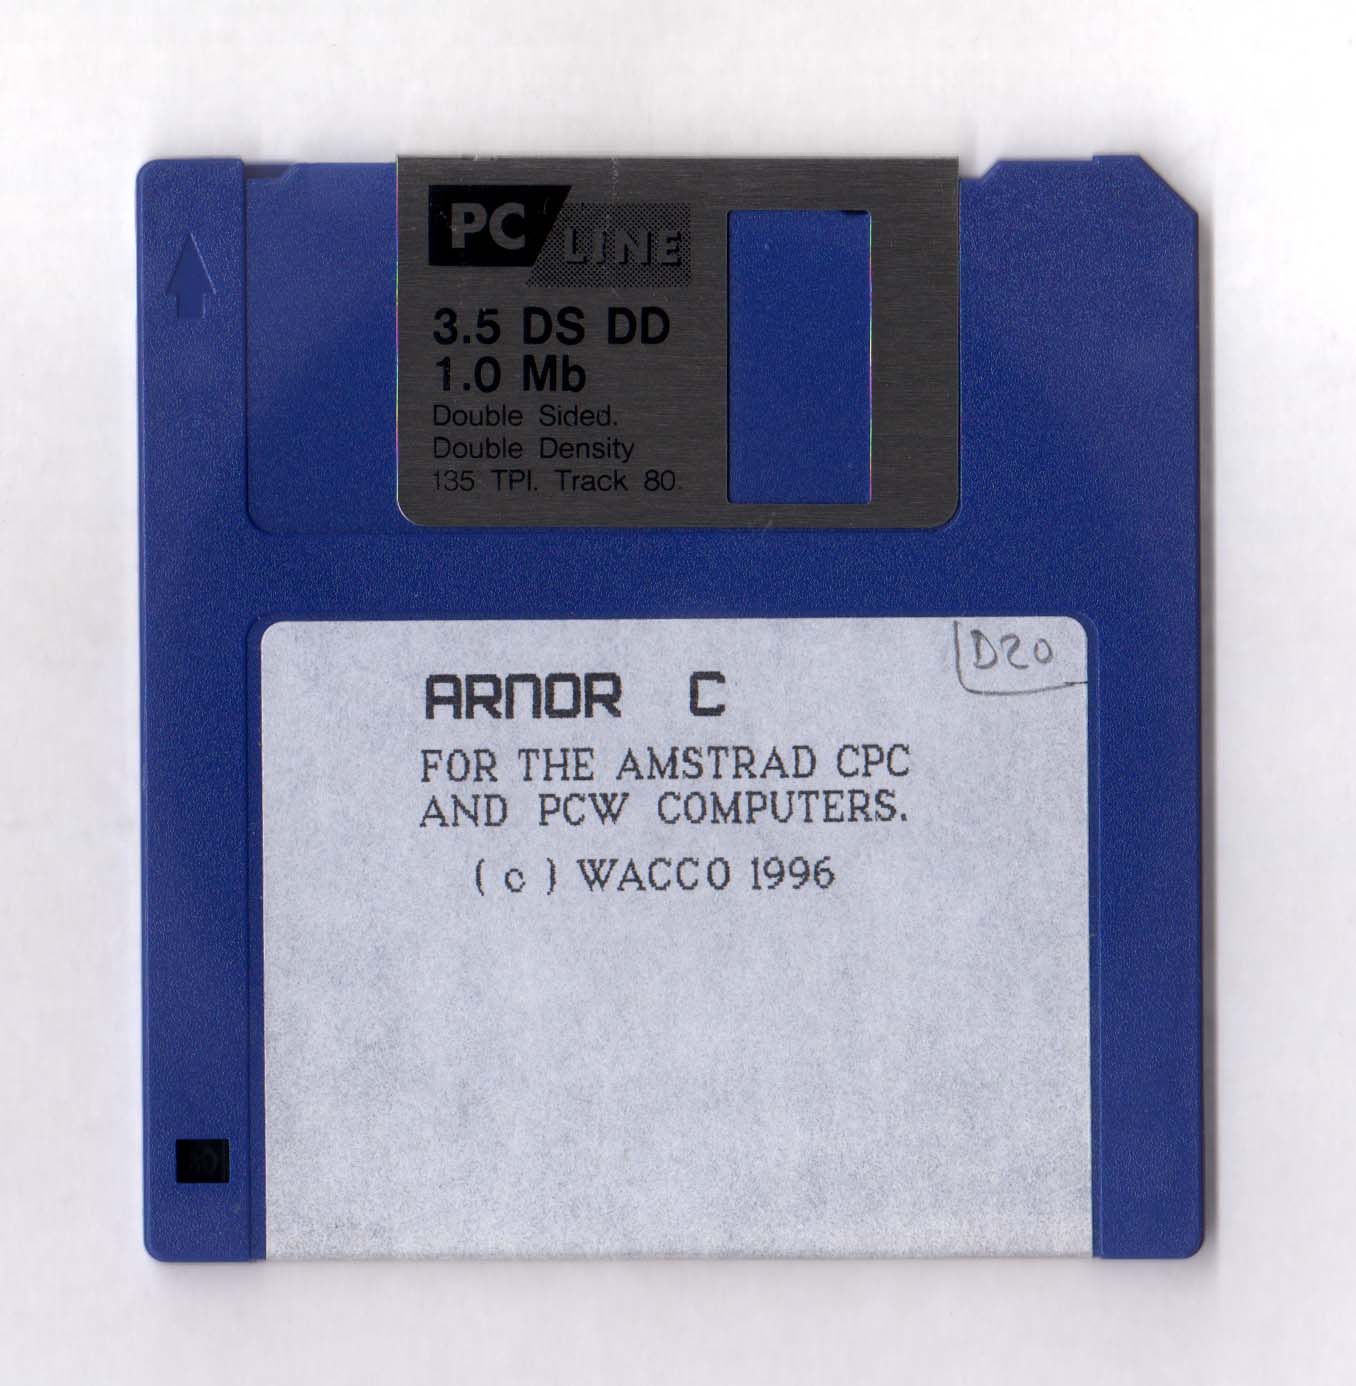 PC LINE
3.5 DS DD
1.0 Mb
Double Sided.
Double Density
135 TPI. Track 80.
D20
ARNOR C
FOR THE AMSTRAD CPC
AND PCW COMPUTERS.
(c) WACCO 1996